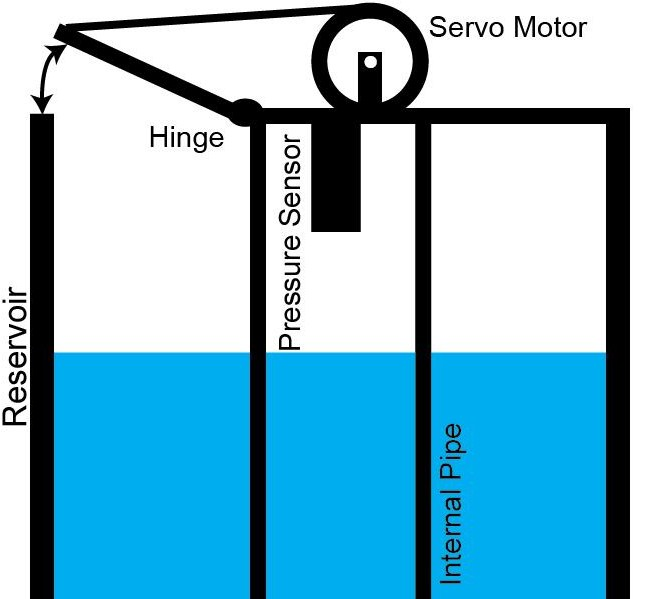 Servo Motor
Hinge
Pressure Sensor
Reservoir
Internal Pipe